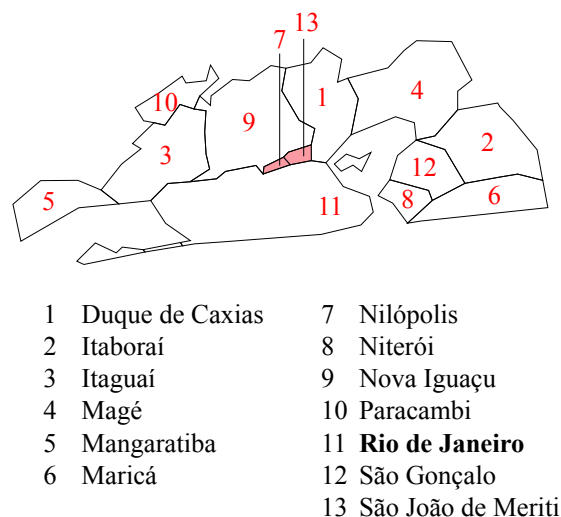 13
7
1
4
10
9
3
2
12
5
8
6
11
1 Duque de Caxias
2 Itaboraí
3 Itaguaí
4 Magé
5 Mangaratiba
6 Maricá
7 Nilópolis
8 Niterói
9 Nova Iguaçu
10 Paracambi
11 Rio de Janeiro
12 São Gonçalo
13 São João de Meriti